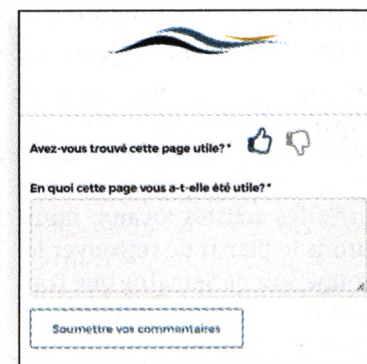 Avez-vous trouvé cette page utile?*
En quoi cette page vous a-t-elle été utile?*
Soumettre vos commentaires